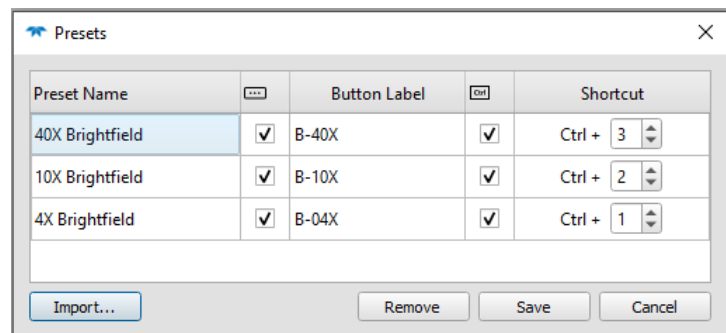 Presets
Preset Name ... Button Label Ctrl Shortcut
40X Brightfield B-40X Ctrl + 3
10X Brightfield B-10X Ctrl + 2
4X Brightfield B-04X Ctrl + 1
Import... Remove Save Cancel